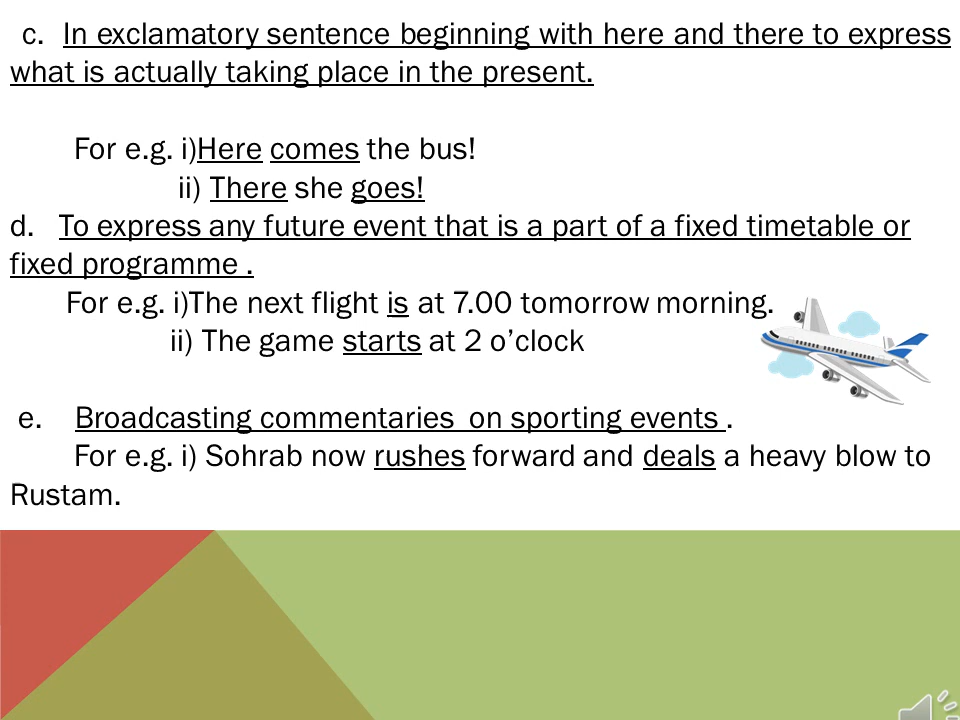 c. In exclamatory sentence beginning with here and there to express
what is actually taking place in the present.
For e.g. i)Here comes the bus!
ii) There she goes!
d. To express any future event that is a part of a fixed timetable or
fixed programme .
For e.g. i)The next flight is at 7.00 tomorrow morning.
ii) The game starts at 2 o’clock
e. Broadcasting commentaries on sporting events .
For e.g. i) Sohrab now rushes forward and deals a heavy blow to
Rustam.